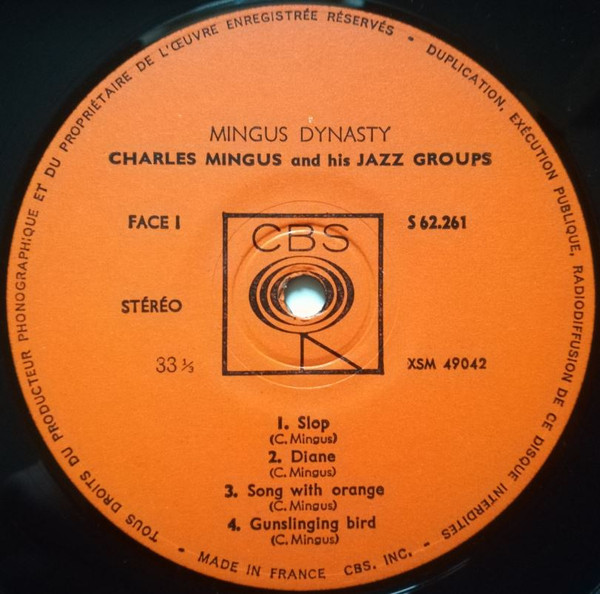 TOUS DROITS DU PRODUCTEUR PHONOGRAPHIQUE ET DU PROPRIÉTAIRE DE L'ŒUVRE ENREGISTRÉE RÉSERVÉS • DUPLICATION, EXÉCUTION PUBLIQUE, RADIODIFFUSION DE CE DISQUE INTERDITES •
MINGUS DYNASTY
CHARLES MINGUS and his JAZZ GROUPS
FACE I
S 62.261
CBS
STÉRÉO
33 ⅓
XSM 49042
1. Slop
(C. Mingus)
2. Diane
(C. Mingus)
3. Song with orange
(C. Mingus)
4. Gunslinging bird
(C. Mingus)
• MADE IN FRANCE CBS. INC. •